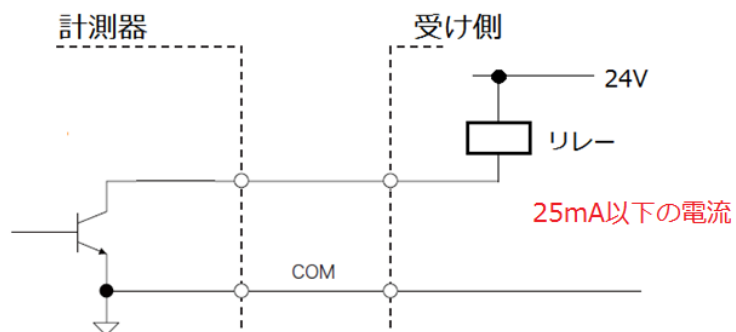 計測器
受け側
24V
リレー
25mA以下の電流
COM